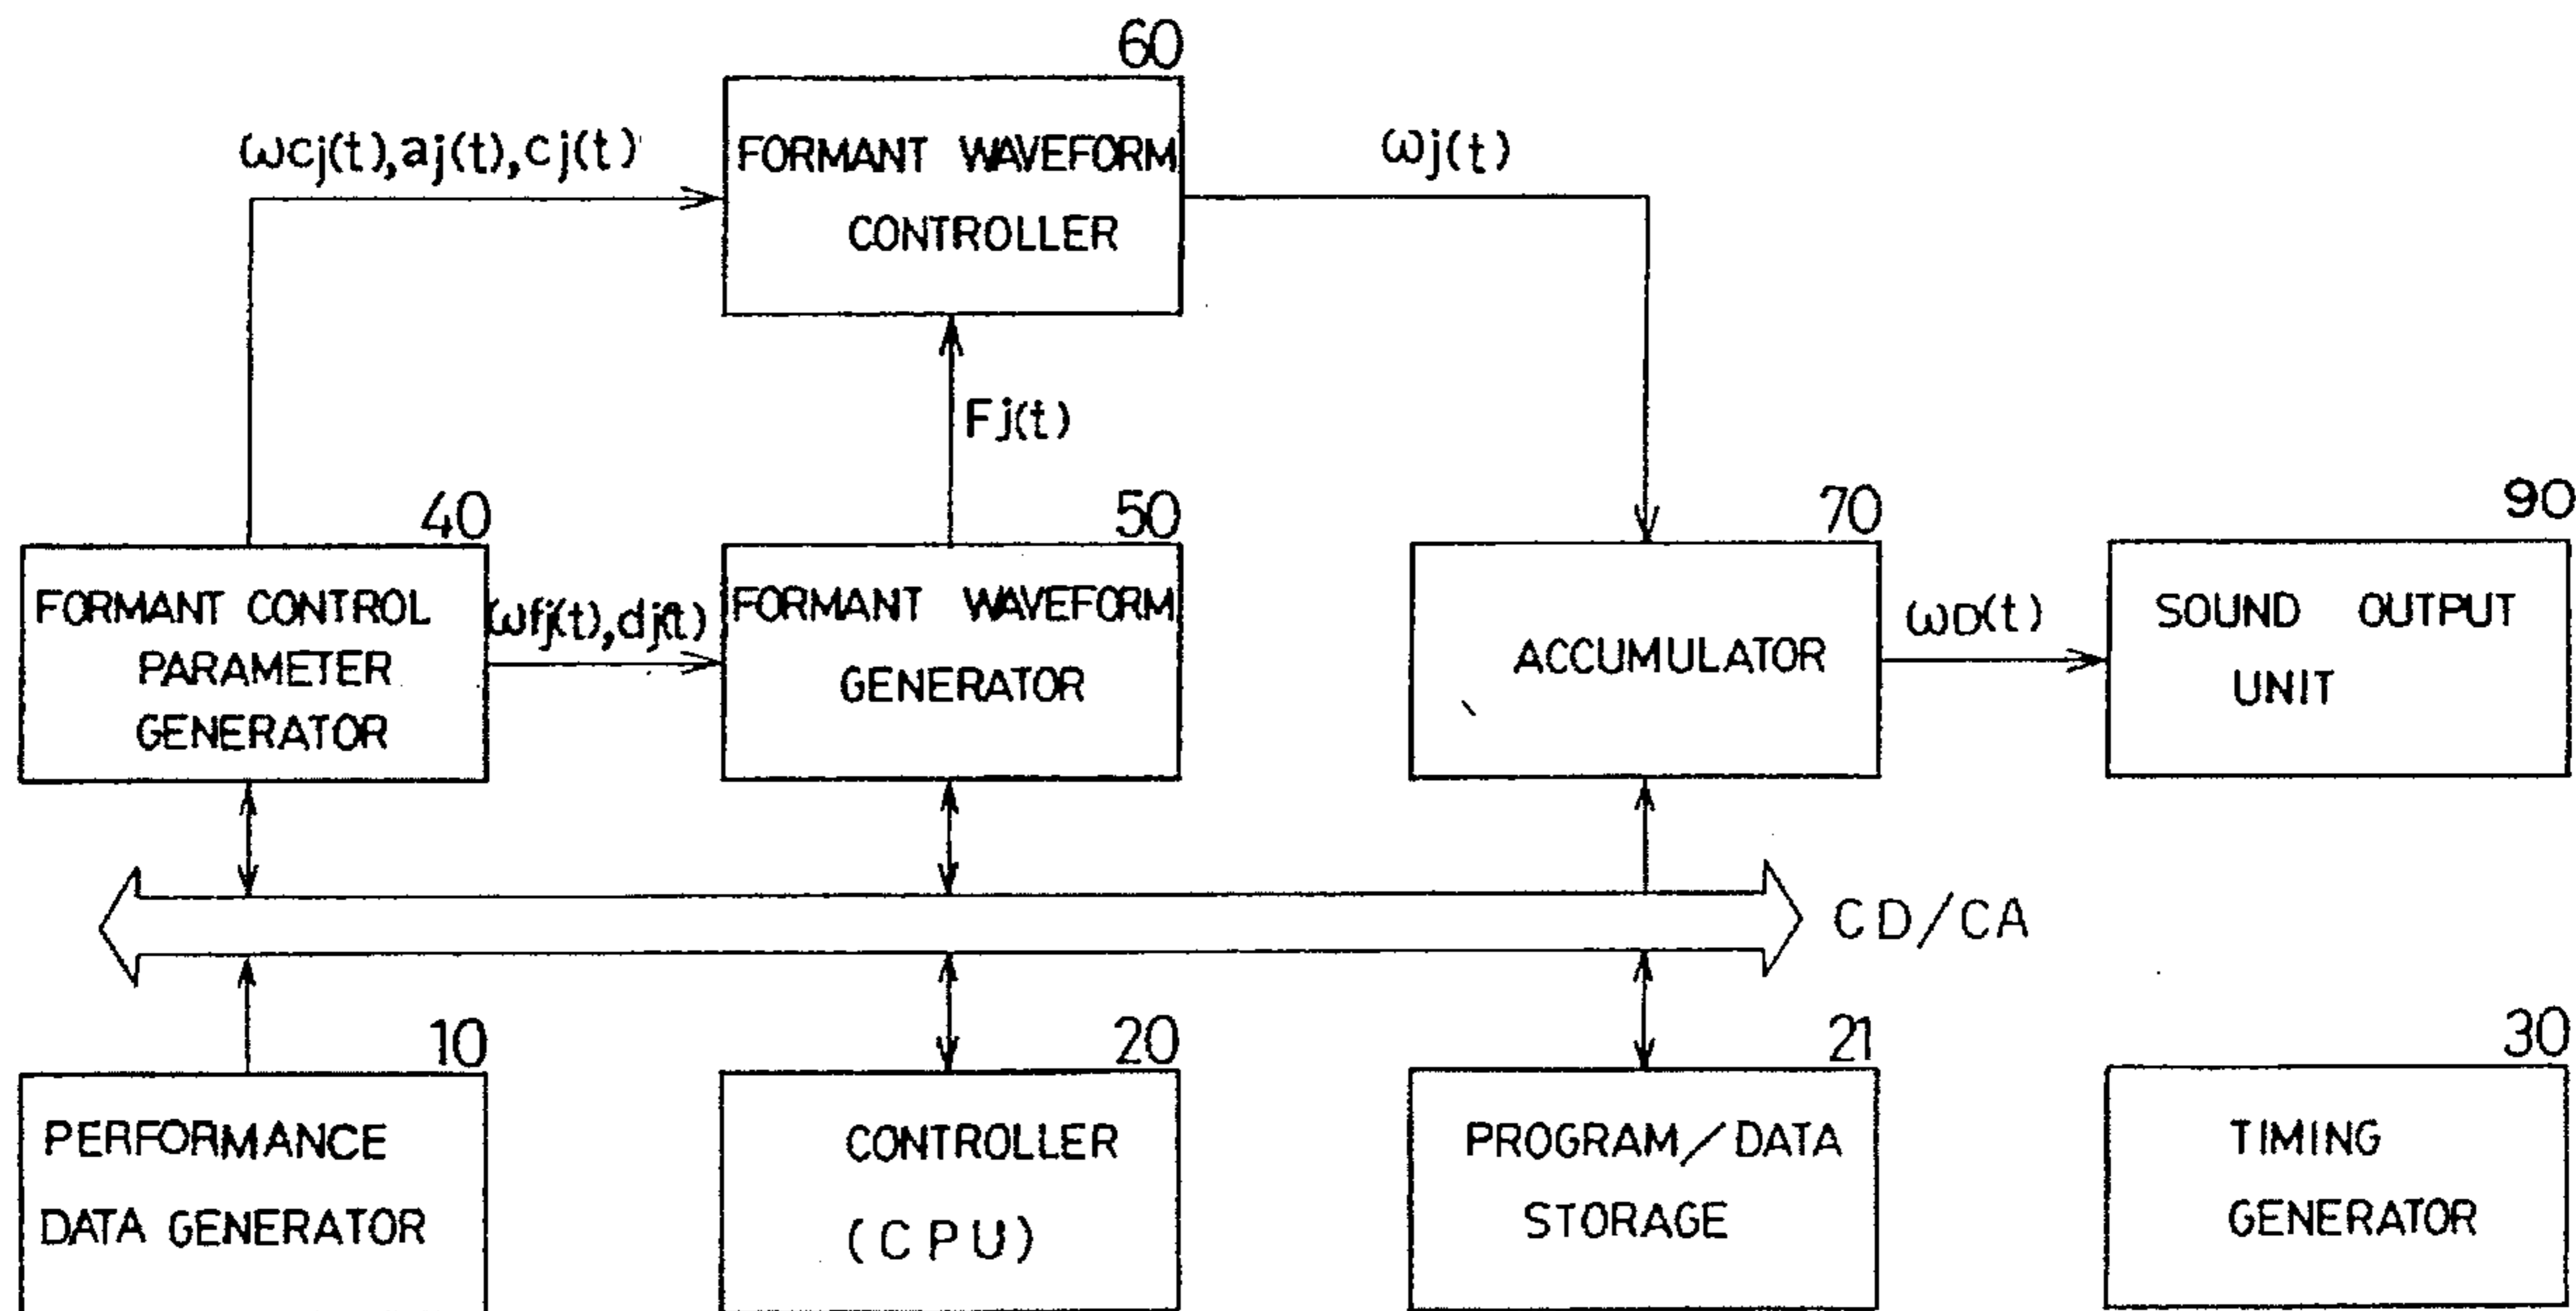 60
FORMANT WAVEFORM
CONTROLLER
ωcj(t),aj(t),cj(t)
ωj(t)
Fj(t)
40
FORMANT CONTROL
PARAMETER
GENERATOR
ωfj(t),dj(t)
50
FORMANT WAVEFORM
GENERATOR
70
ACCUMULATOR
ωD(t)
90
SOUND OUTPUT
UNIT
CD/CA
10
PERFORMANCE
DATA GENERATOR
20
CONTROLLER
(CPU)
21
PROGRAM/DATA
STORAGE
30
TIMING
GENERATOR